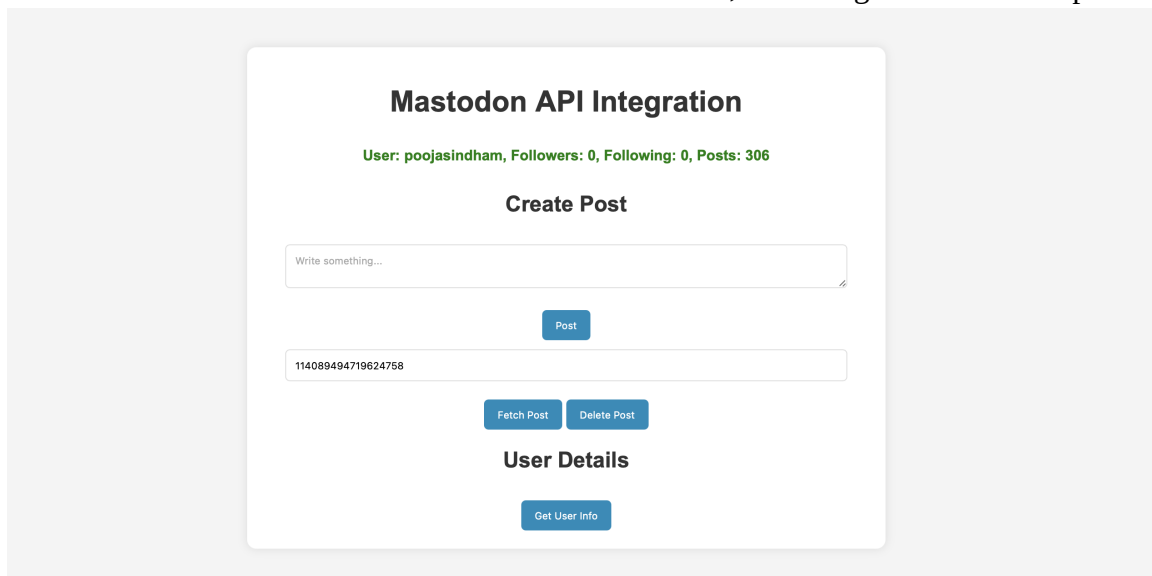 Mastodon API Integration
User: poojasindham, Followers: 0, Following: 0, Posts: 306
Create Post
Write something...
Post
114089494719624758
Fetch Post Delete Post
User Details
Get User Info